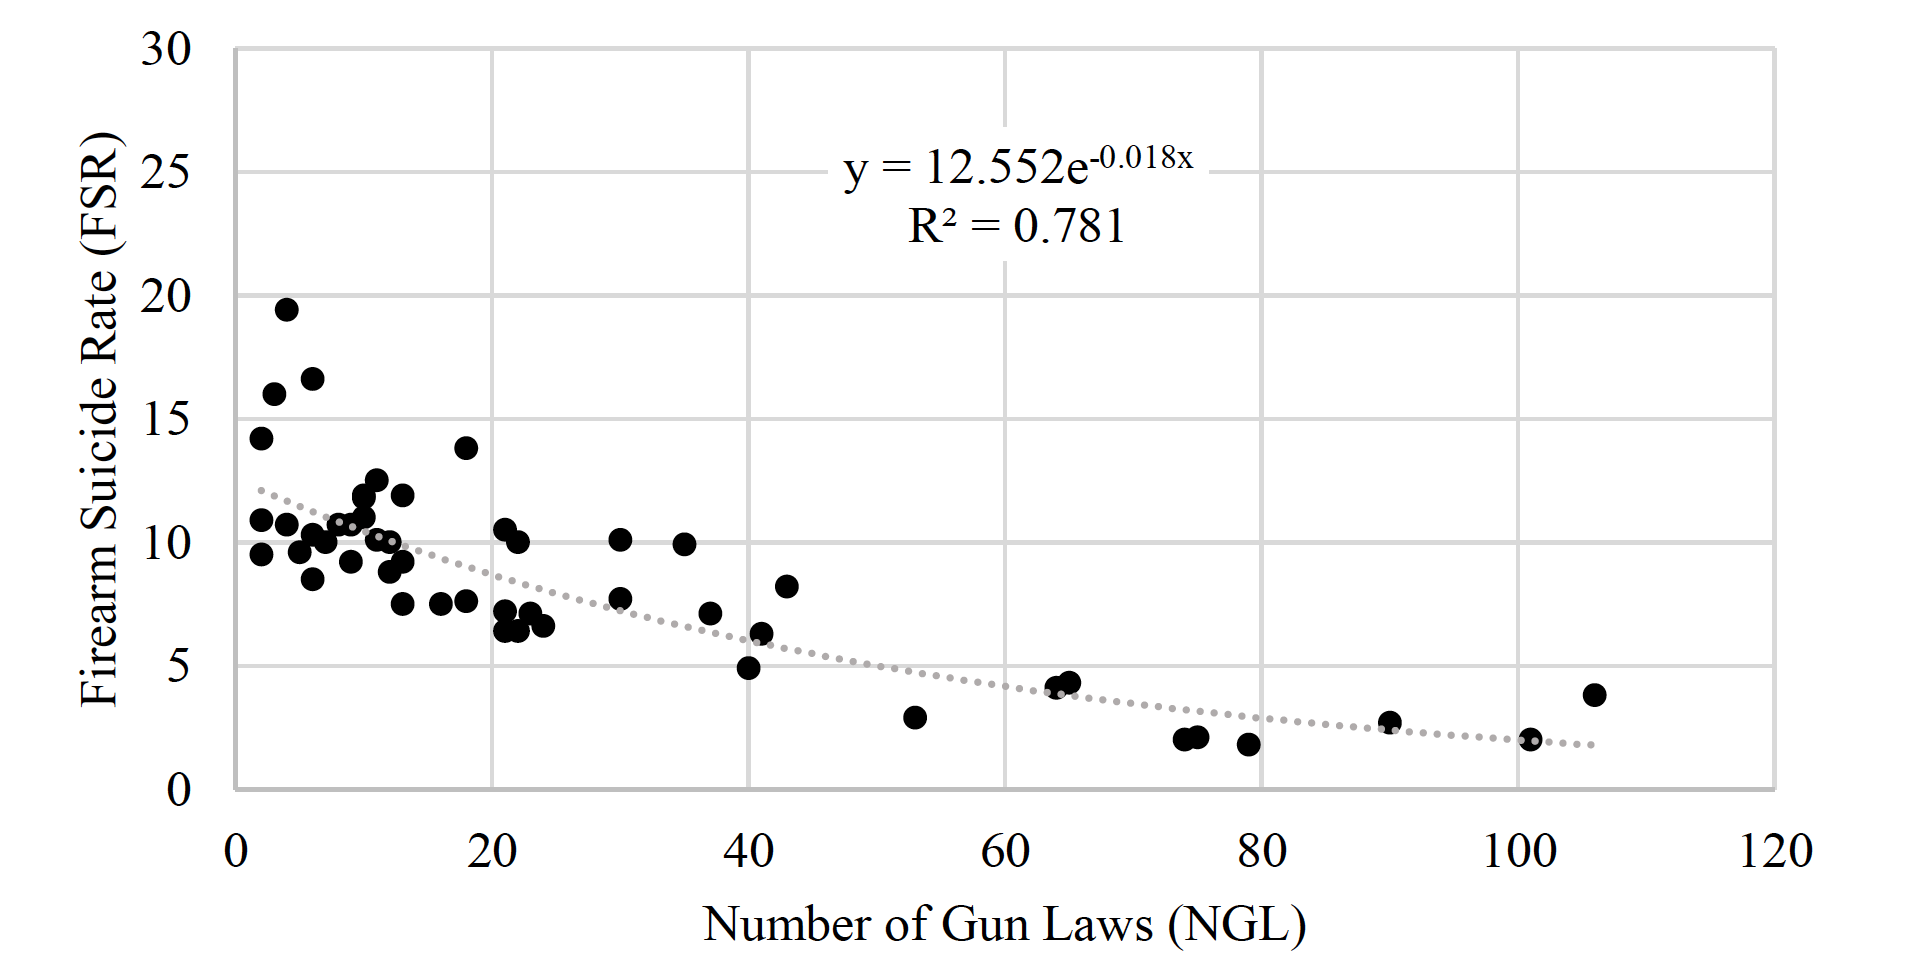 30
25
20
15
10
5
0
Firearm Suicide Rate (FSR)
y = 12.552e^-0.018x
R² = 0.781
0 20 40 60 80 100 120
Number of Gun Laws (NGL)